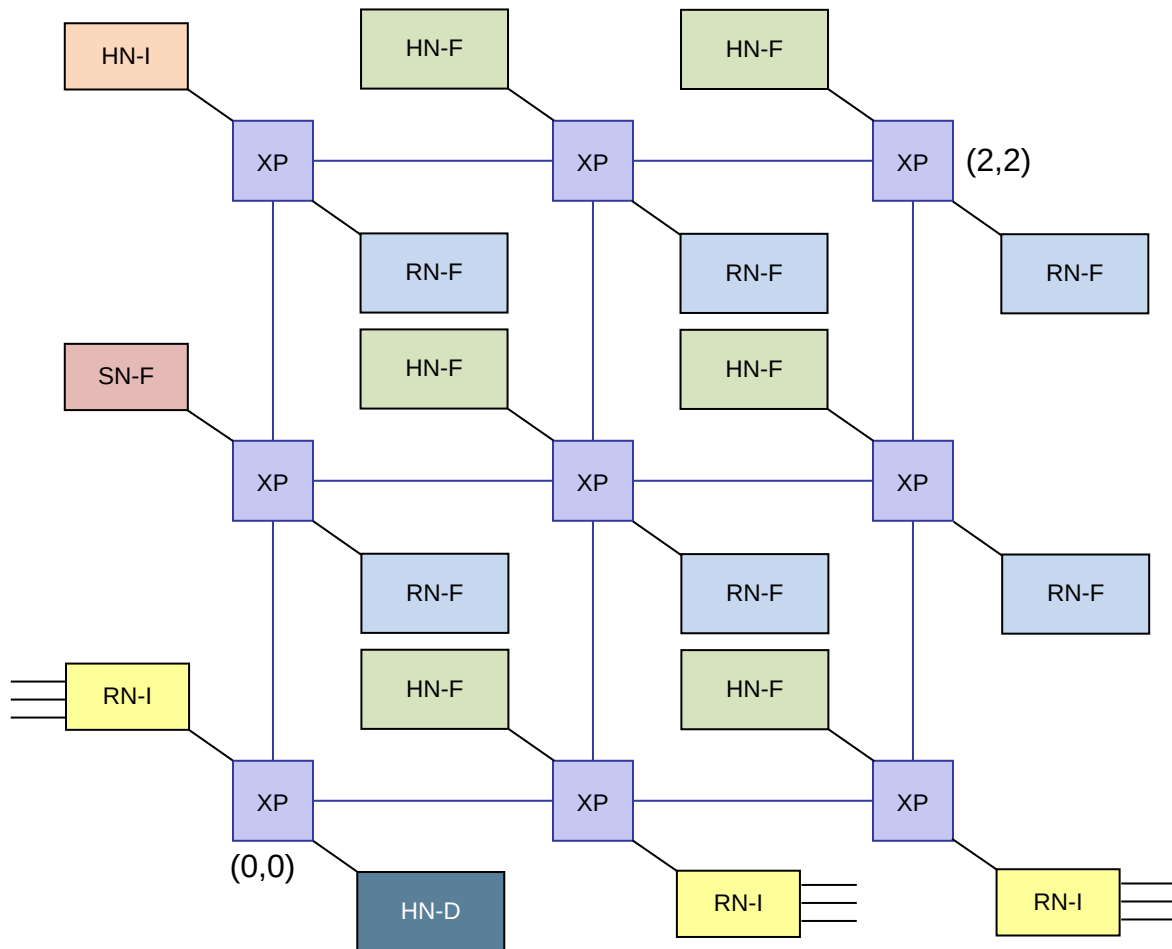 HN-I
HN-F
HN-F
XP
XP
XP
(2,2)
RN-F
RN-F
RN-F
SN-F
HN-F
HN-F
XP
XP
XP
RN-F
RN-F
RN-F
RN-I
HN-F
HN-F
XP
XP
XP
(0,0)
HN-D
RN-I
RN-I